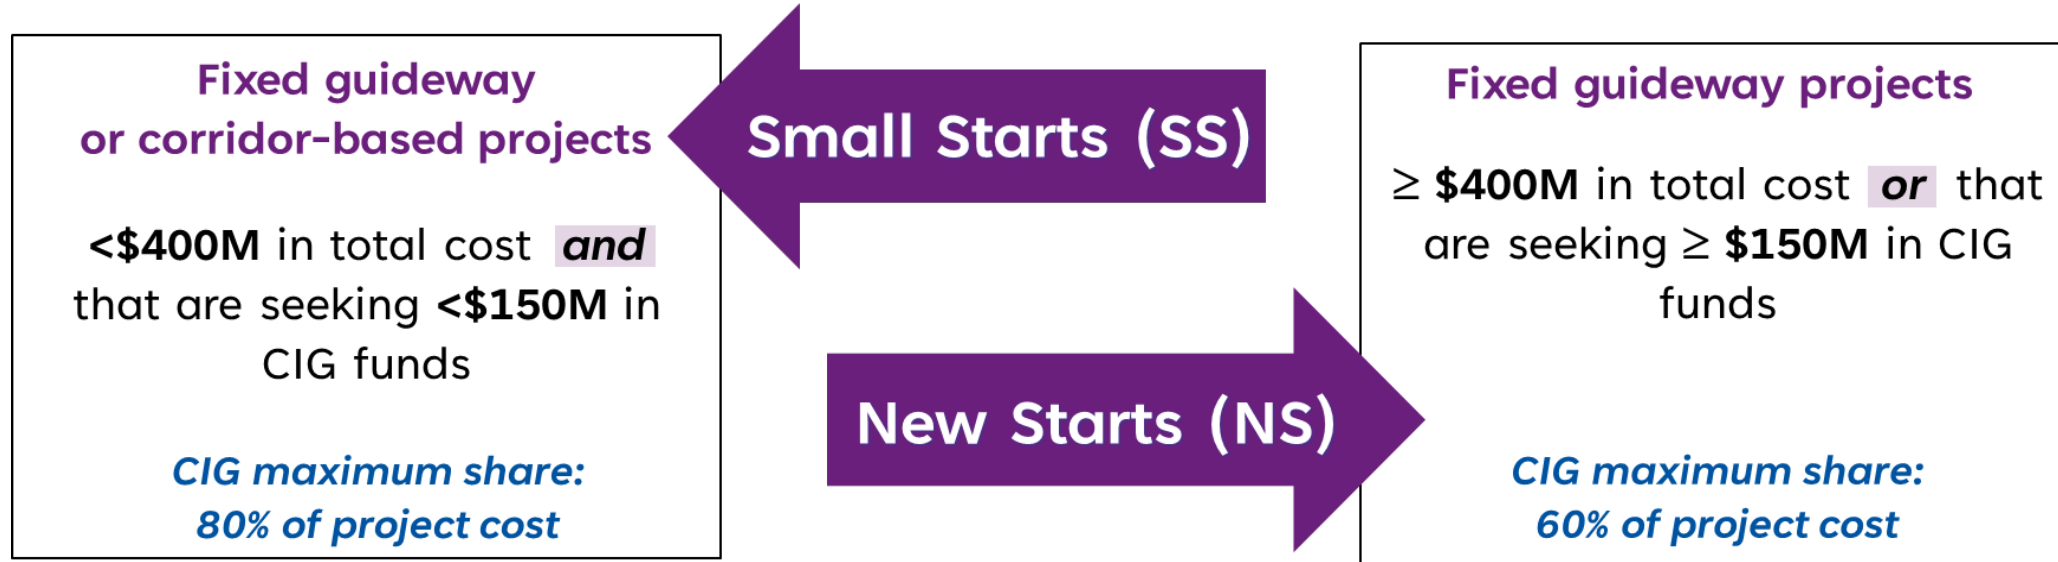 Fixed guideway
or corridor-based projects
<$400M in total cost and
that are seeking <$150M in
CIG funds
CIG maximum share:
80% of project cost
Small Starts (SS)
New Starts (NS)
Fixed guideway projects
≥ $400M in total cost or that
are seeking ≥ $150M in CIG
funds
CIG maximum share:
60% of project cost